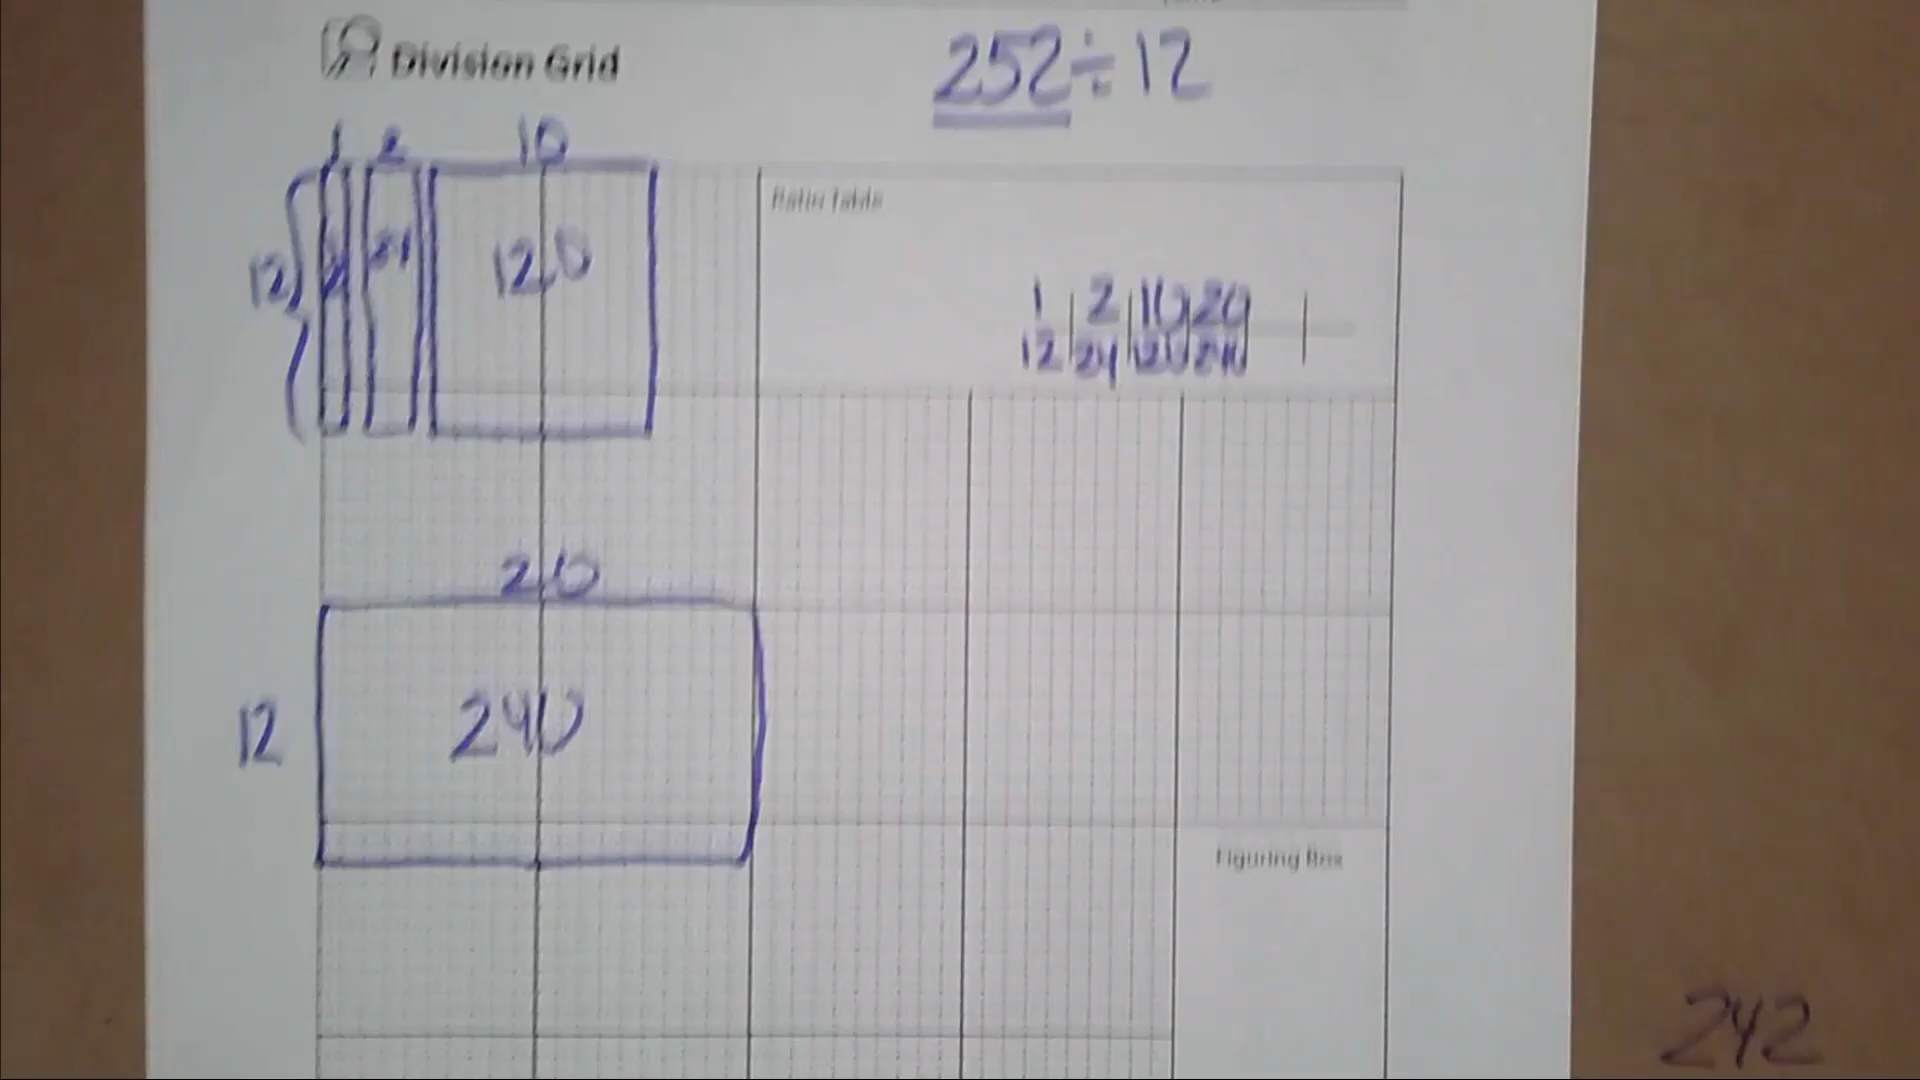 Division Grid
252 ÷ 12
1 2 10
12 24 120
Ratio Table
1 2 10 20
12 24 120 240
20
12 240
Figuring Box
242